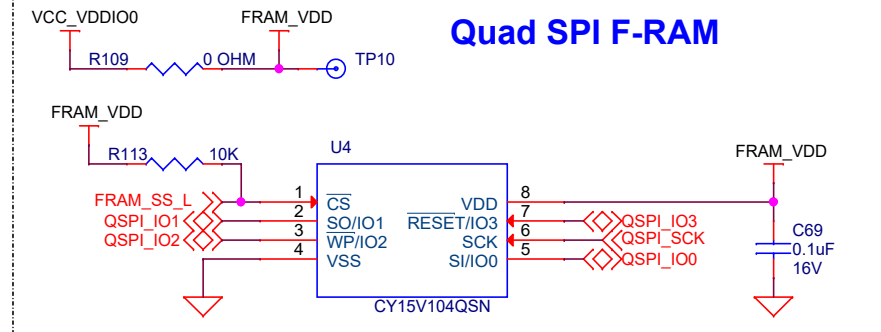 VCC_VDDIO0 FRAM_VDD Quad SPI F-RAM
R109 0 OHM TP10
FRAM_VDD
R113 10K U4 FRAM_VDD
FRAM_SS_L 1 CS VDD 8
QSPI_IO1 2 SO/IO1 RESET/IO3 7 QSPI_IO3
QSPI_IO2 3 WP/IO2 SCK 6 QSPI_SCK
4 VSS SI/IO0 5 QSPI_IO0
C69
0.1uF
16V
CY15V104QSN